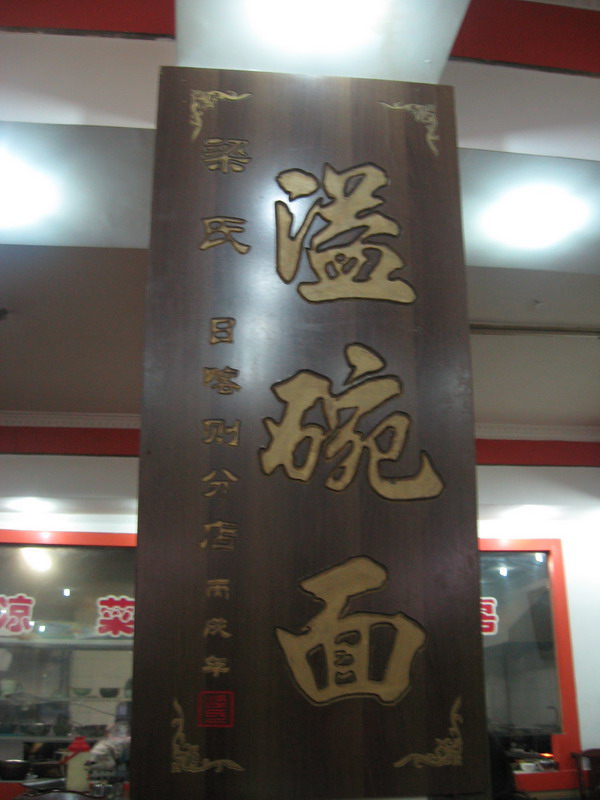 溢碗面
梁氏 日喀则分店 丙戌年
凉菜